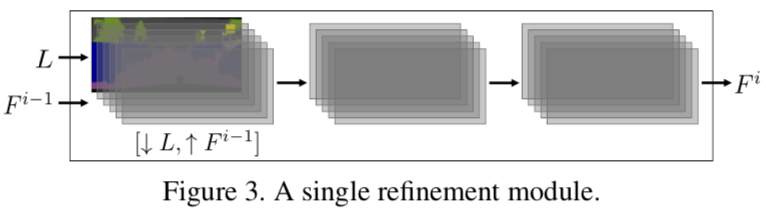 L
F^{i-1}
F^i
[↓ L, ↑ F^{i-1}]
Figure 3. A single refinement module.